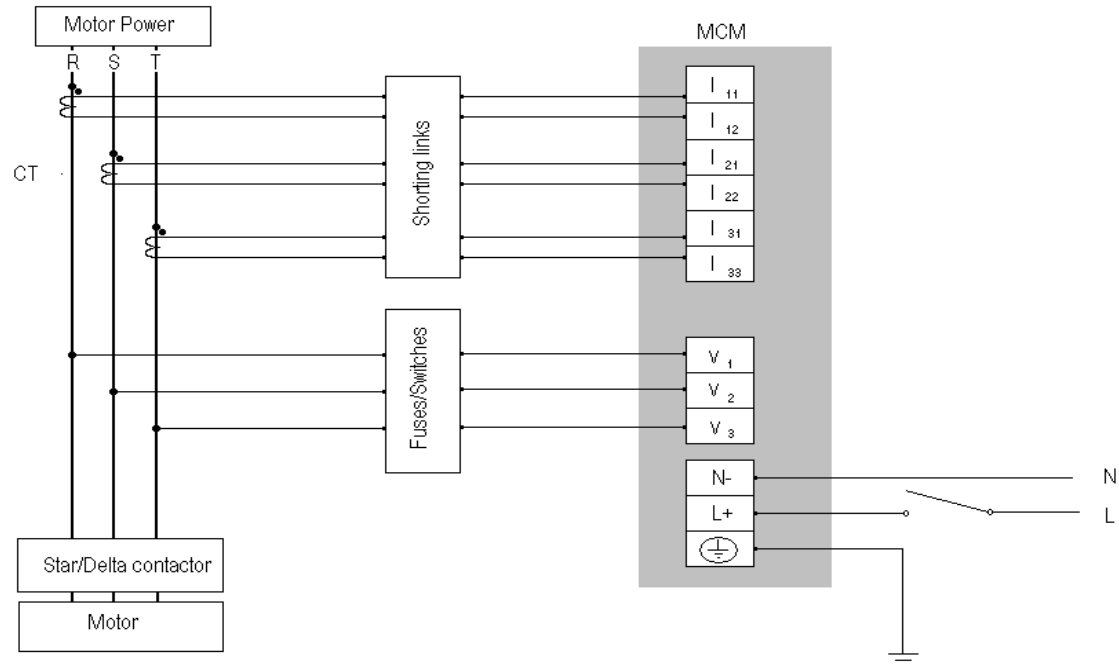 Motor Power
MCM
R S T
I 11
I 12
CT
I 21
I 22
I 31
I 33
Shorting links
V 1
V 2
V 3
Fuses/Switches
N-
N
L+
L
Star/Delta contactor
Motor